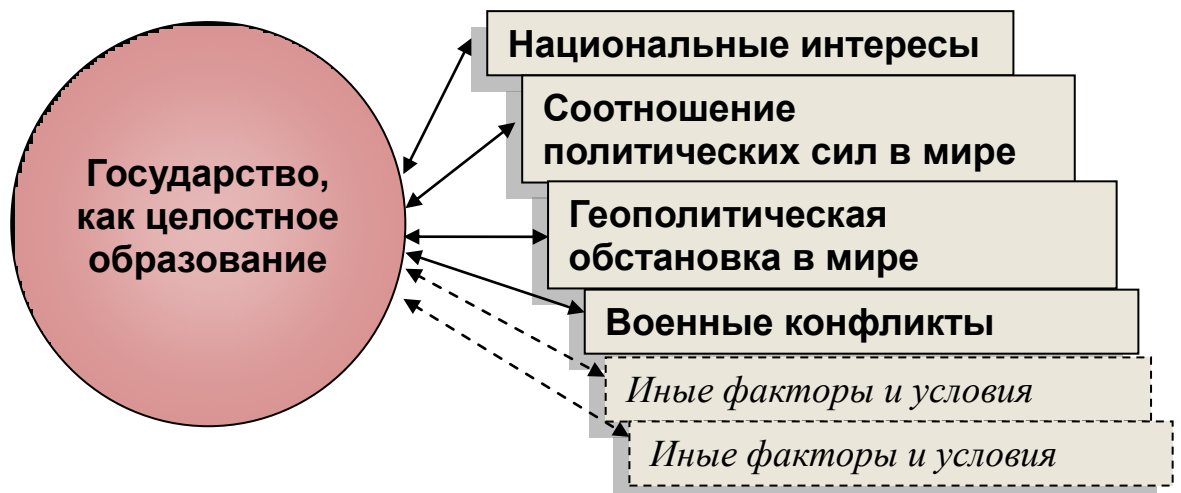 Государство,
как целостное
образование
Национальные интересы
Соотношение
политических сил в мире
Геополитическая
обстановка в мире
Военные конфликты
Иные факторы и условия
Иные факторы и условия